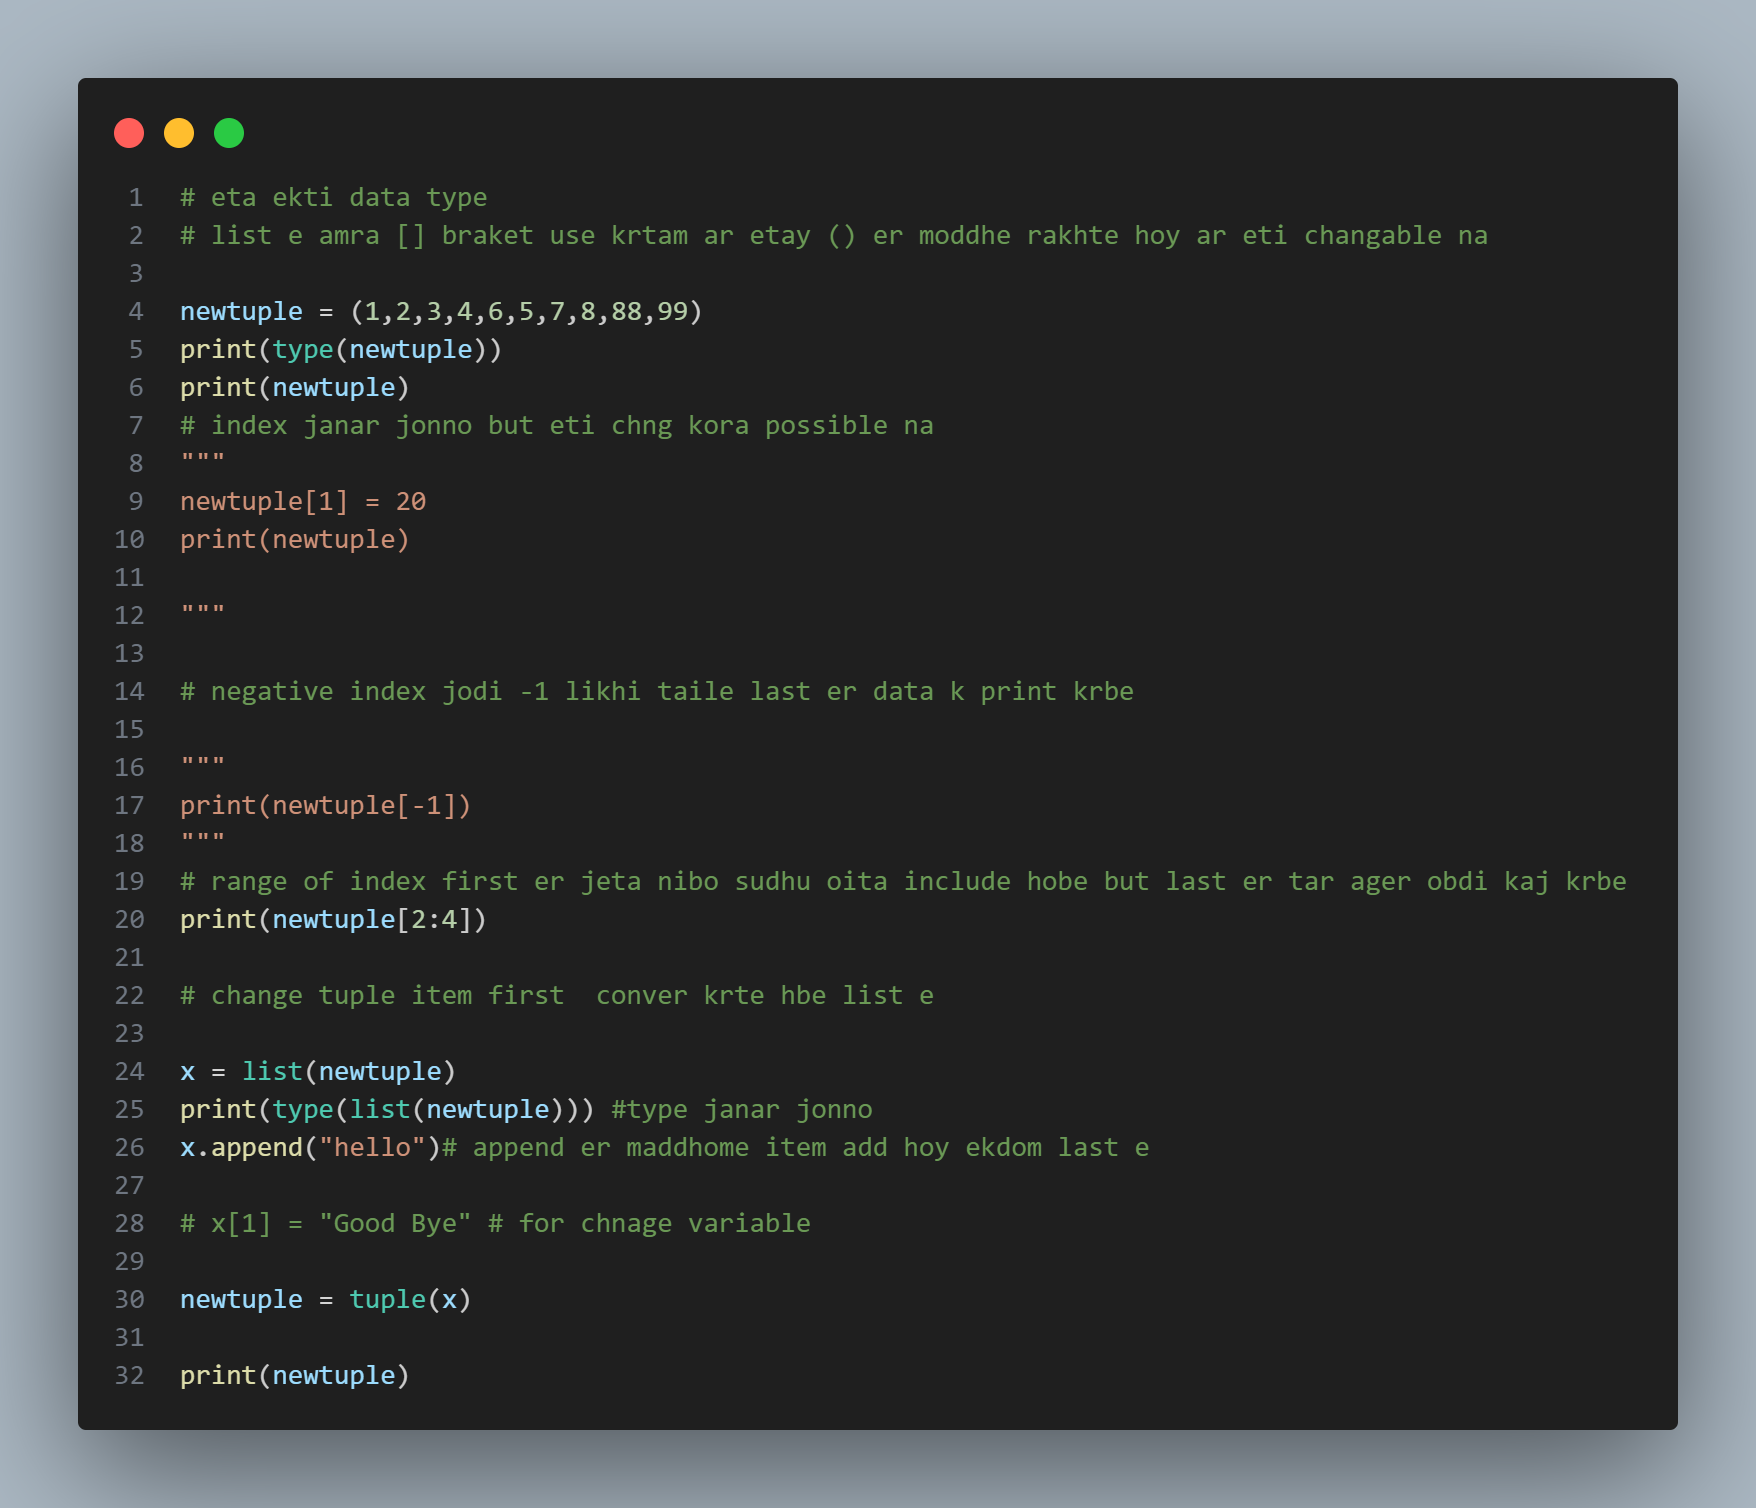 1 # eta ekti data type
2 # list e amra [] braket use krtam ar etay () er moddhe rakhte hoy ar eti changable na
3
4 newtuple = (1,2,3,4,6,5,7,8,88,99)
5 print(type(newtuple))
6 print(newtuple)
7 # index janar jonno but eti chng kora possible na
8 """
9 newtuple[1] = 20
10 print(newtuple)
11
12 """
13
14 # negative index jodi -1 likhi taile last er data k print krbe
15
16 """
17 print(newtuple[-1])
18 """
19 # range of index first er jeta nibo sudhu oita include hobe but last er tar ager obdi kaj krbe
20 print(newtuple[2:4])
21
22 # change tuple item first  conver krte hbe list e
23
24 x = list(newtuple)
25 print(type(list(newtuple))) #type janar jonno
26 x.append("hello")# append er maddhome item add hoy ekdom last e
27
28 # x[1] = "Good Bye" # for chnage variable
29
30 newtuple = tuple(x)
31
32 print(newtuple)